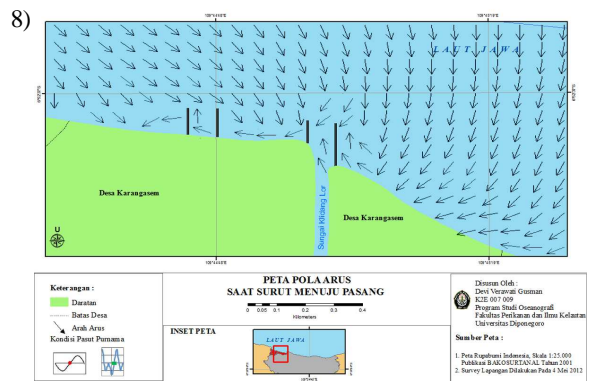 8)
LAUT JAWA
Desa Karangasem
Sungai Klidang Lor
Desa Karangasem
U
Keterangan :
Daratan
Batas Desa
Arah Arus
Kondisi Pasut Purnama
PETA POLA ARUS
SAAT SURUT MENUJU PASANG
0 0.05 0.1 0.2 0.3 0.4
Kilometers
INSET PETA
LAUT JAWA
Disusun Oleh :
Devi Verawati Gusman
K2E 007 009
Program Studi Oseanografi
Fakultas Perikanan dan Ilmu Kelautan
Universitas Diponegoro
Sumber Peta :
1. Peta Rupabumi Indonesia, Skala 1:25.000
Publikasi BAKOSURTANAL Tahun 2001
2. Survey Lapangan Dilakukan Pada 4 Mei 2012